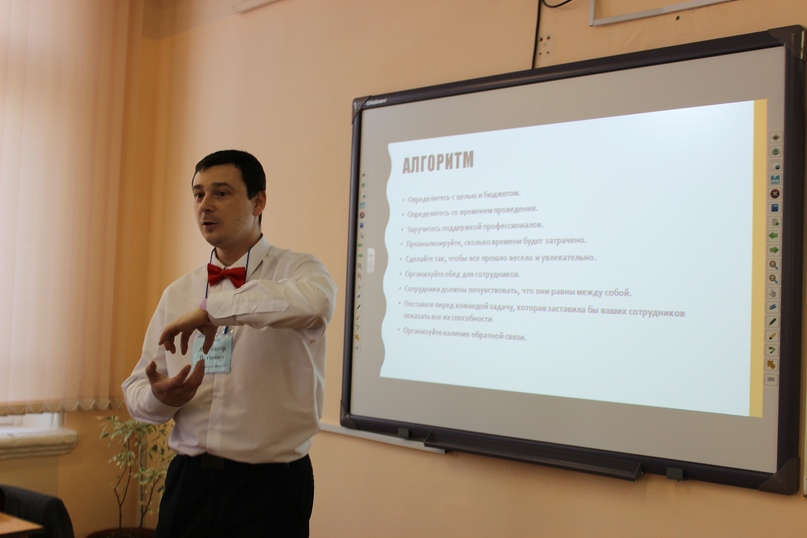 АЛГОРИТМ
• Определитесь с целью и бюджетом.
• Определитесь со временем проведения.
• Заручитесь поддержкой профессионалов.
• Проанализируйте, сколько времени будет затрачено.
• Сделайте так, чтобы все прошло весело и увлекательно.
• Организуйте обед для сотрудников.
• Сотрудники должны почувствовать, что они равны между собой.
• Поставьте перед командой задачу, которая заставила бы ваших сотрудников
показать все их способности.
• Организуйте наличие обратной связи.